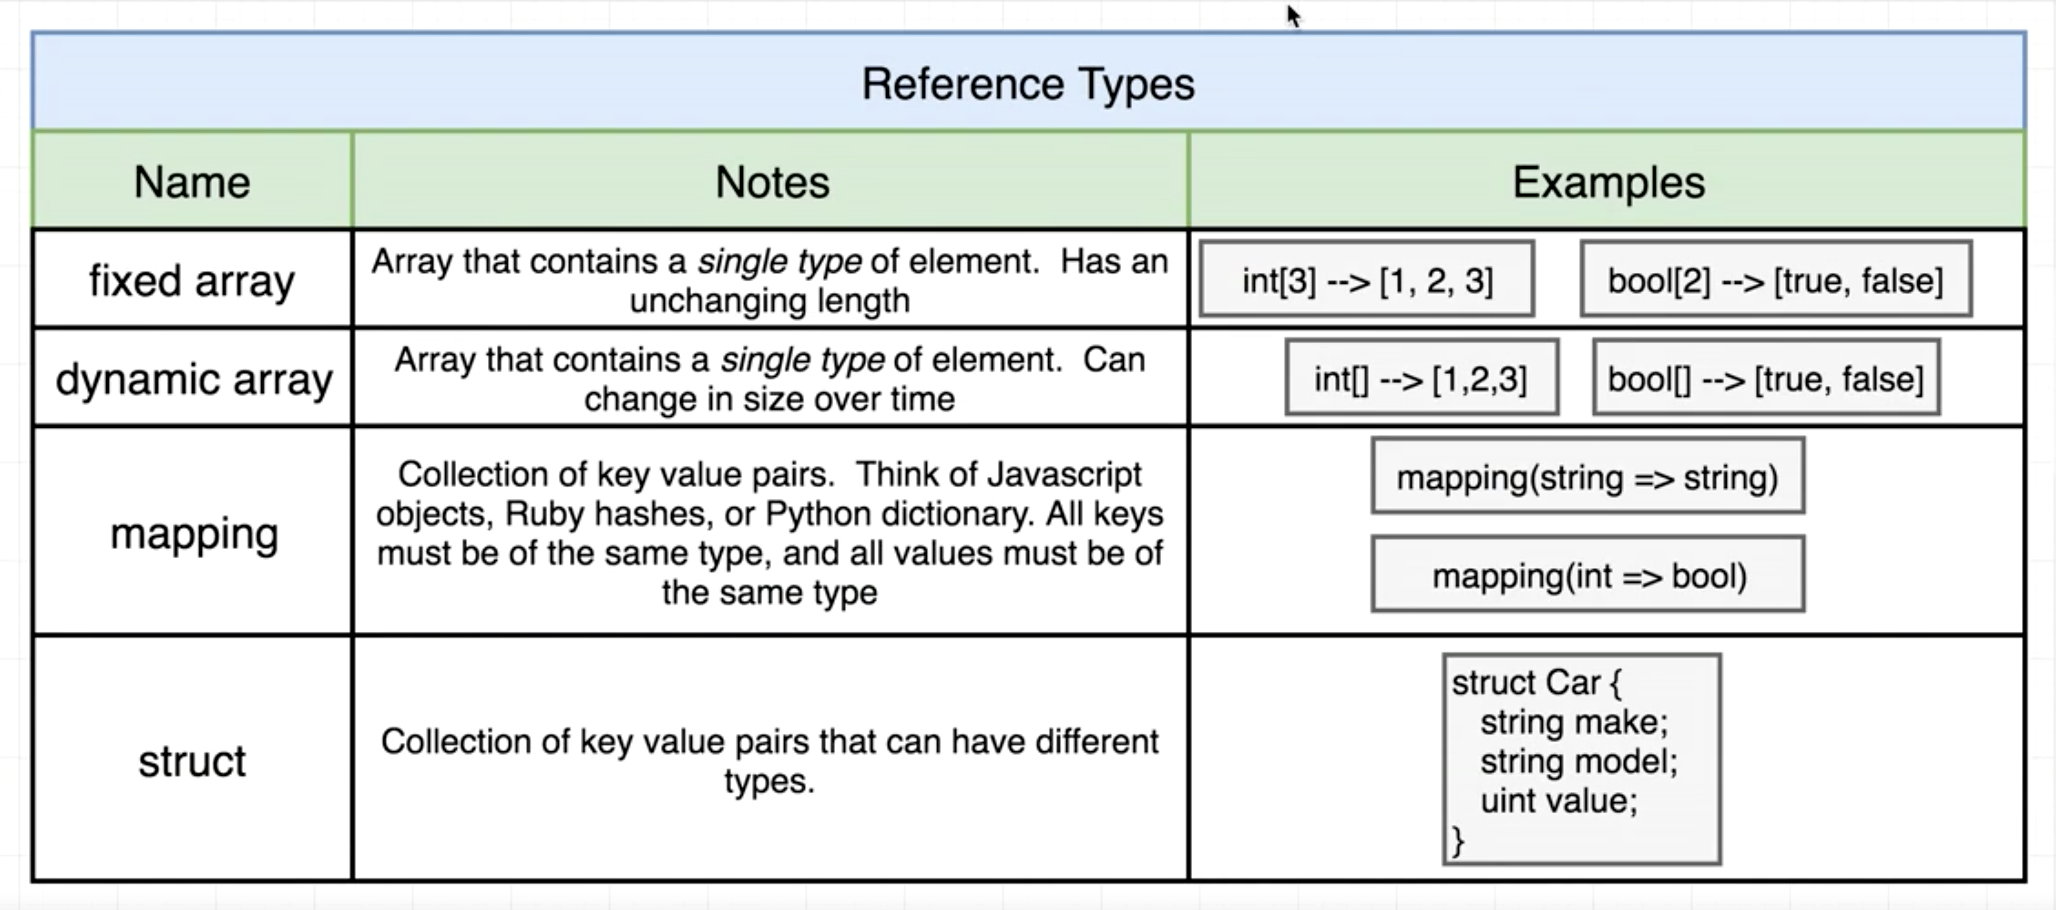 Reference Types
Name
Notes
Examples
fixed array
Array that contains a single type of element.  Has an
unchanging length
int[3] --> [1, 2, 3]
bool[2] --> [true, false]
dynamic array
Array that contains a single type of element.  Can
change in size over time
int[] --> [1,2,3]
bool[] --> [true, false]
mapping
Collection of key value pairs.  Think of Javascript
objects, Ruby hashes, or Python dictionary. All keys
must be of the same type, and all values must be of
the same type
mapping(string => string)
mapping(int => bool)
struct
Collection of key value pairs that can have different
types.
struct Car {
string make;
string model;
uint value;
}